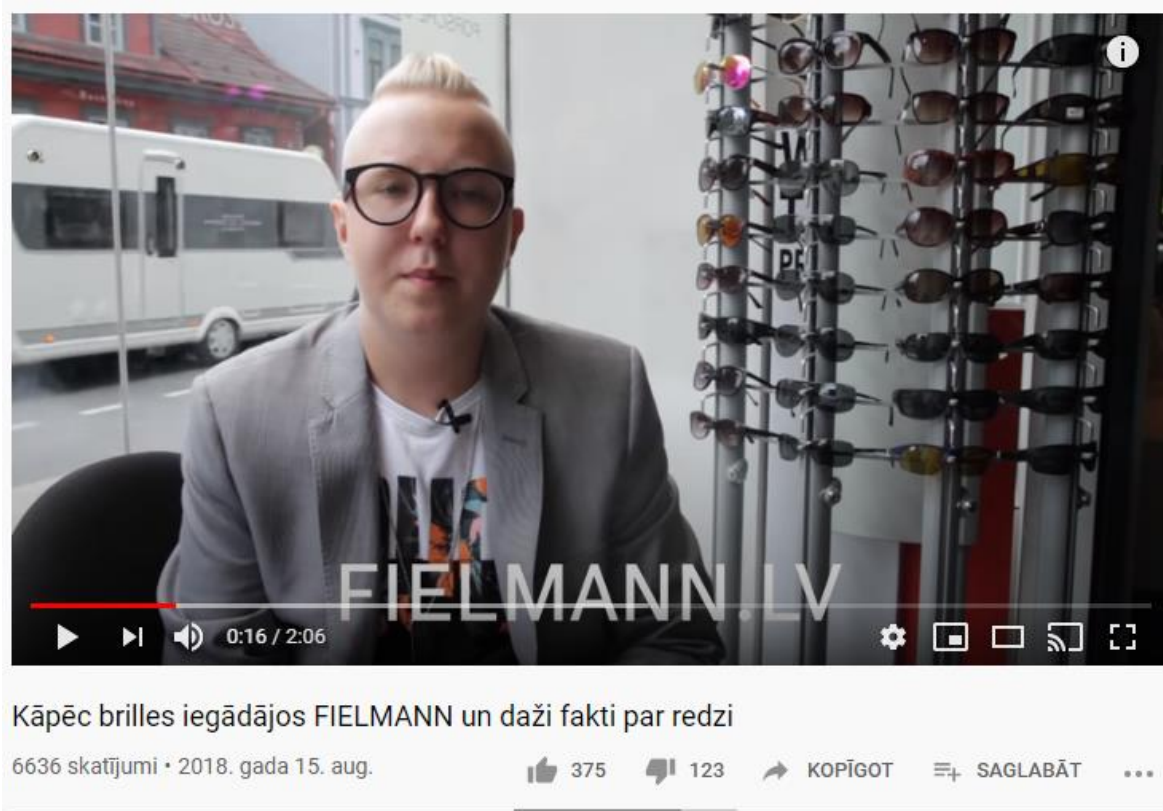 FIELMANN.LV
0:16 / 2:06
Kāpēc brilles iegādājos FIELMANN un daži fakti par redzi
6636 skatījumi • 2018. gada 15. aug.
375
123
KOPĪGOT
SAGLABĀT